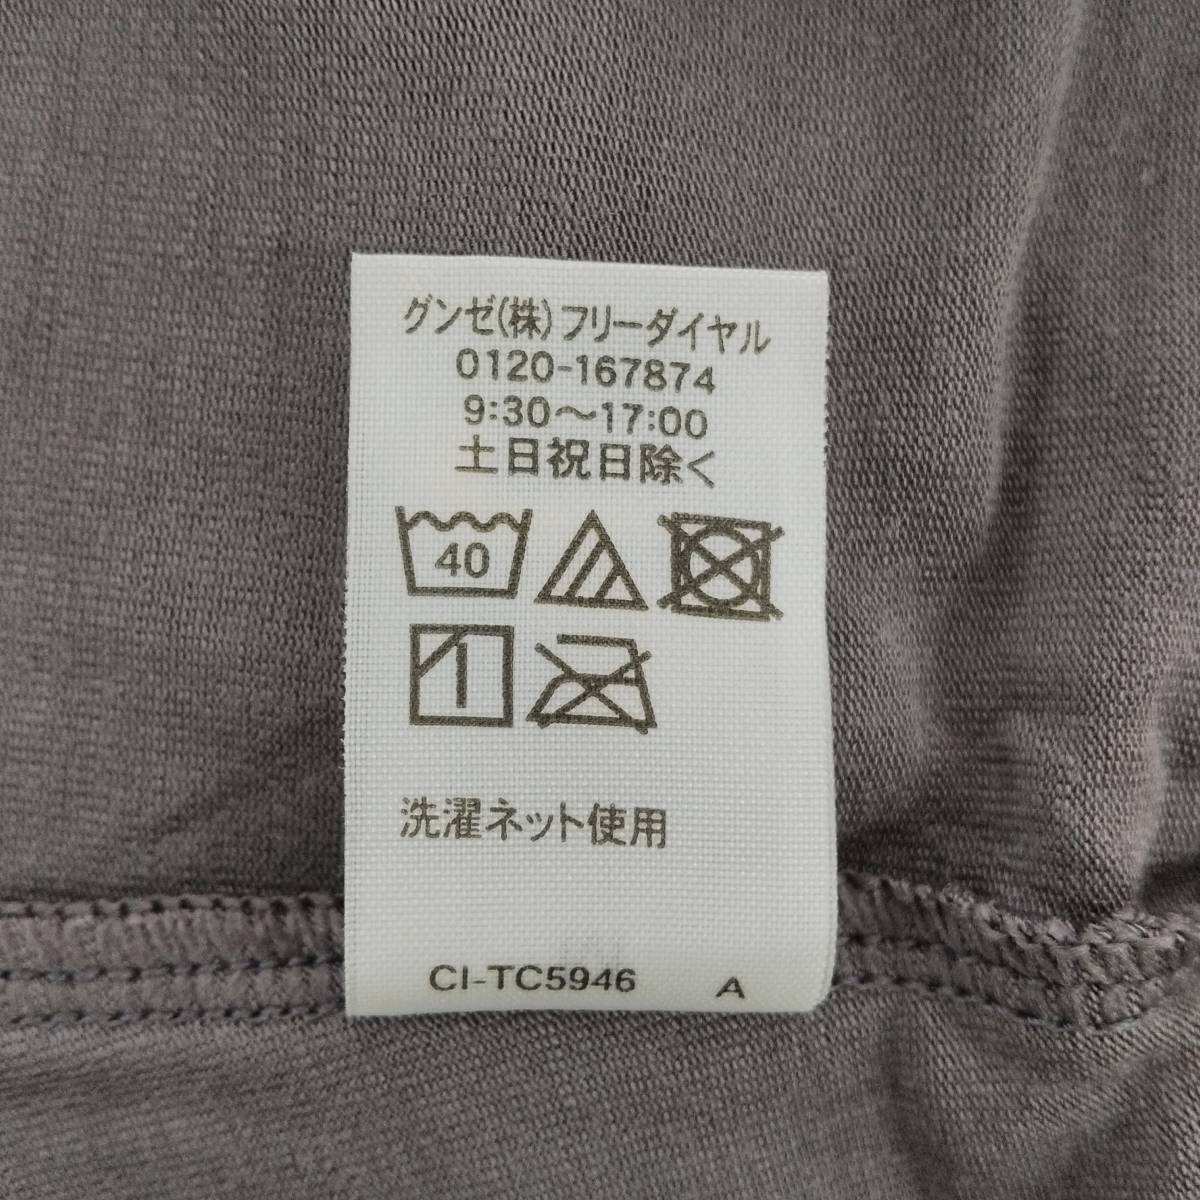 グンゼ(株)フリーダイヤル
0120-167874
9:30〜17:00
土日祝日除く
40
洗濯ネット使用
CI-TC5946 A